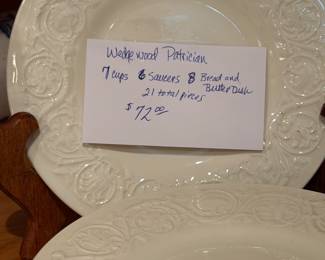 Wedgwood Patrician
7 cups 6 Saucers 8 Bread and
Butter Dish
21 total pieces
$72.00